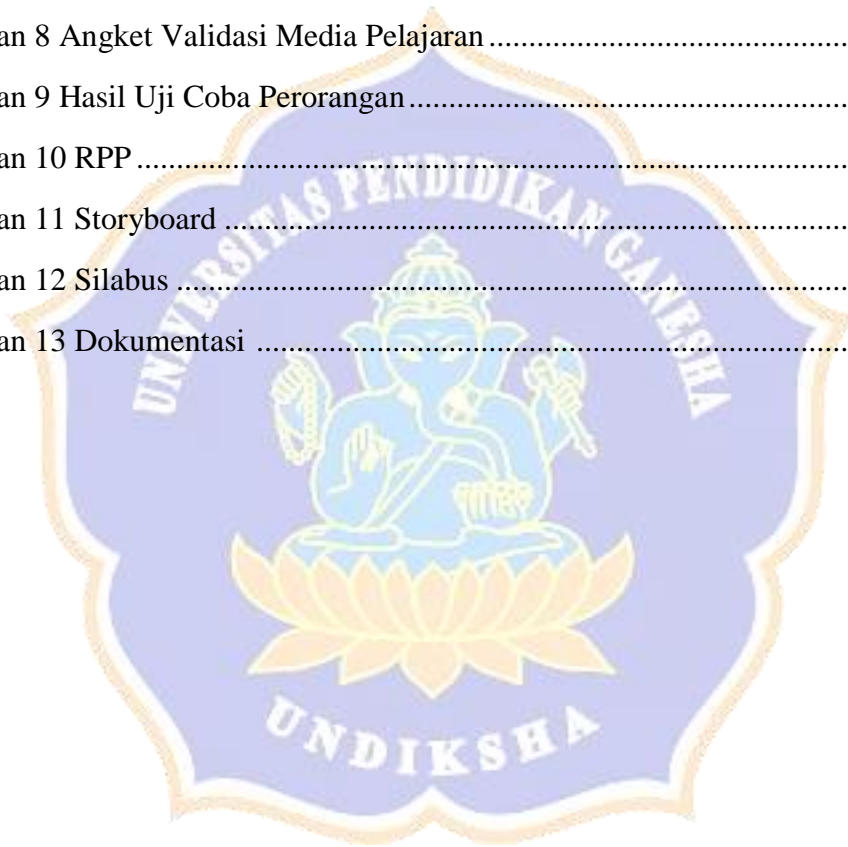 an 8 Angket Validasi Media Pelajaran ....................................................
an 9 Hasil Uji Coba Perorangan ................................................................
an 10 RPP ...................................................................................................
an 11 Storyboard ........................................................................................
an 12 Silabus ..............................................................................................
an 13 Dokumentasi ...................................................................................
UNIVERSITAS PENDIDIKAN GANESHA
UNDIKSHA